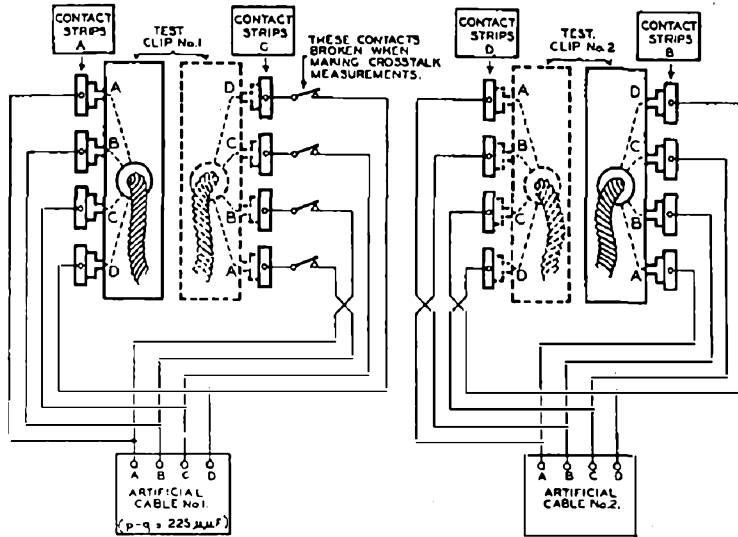 CONTACT
STRIPS
A
TEST
CLIP No.1
CONTACT
STRIPS
C
THESE CONTACTS
BROKEN WHEN
MAKING CROSSTALK
MEASUREMENTS.
CONTACT
STRIPS
D
TEST.
CLIP No.2
CONTACT
STRIPS
B
A
B
C
D
D
C
B
A
A
B
C
D
D
C
B
A
A B C D
ARTIFICIAL
CABLE No.1.
(p-q = 225 μμF)
A B C D
ARTIFICIAL
CABLE No.2.